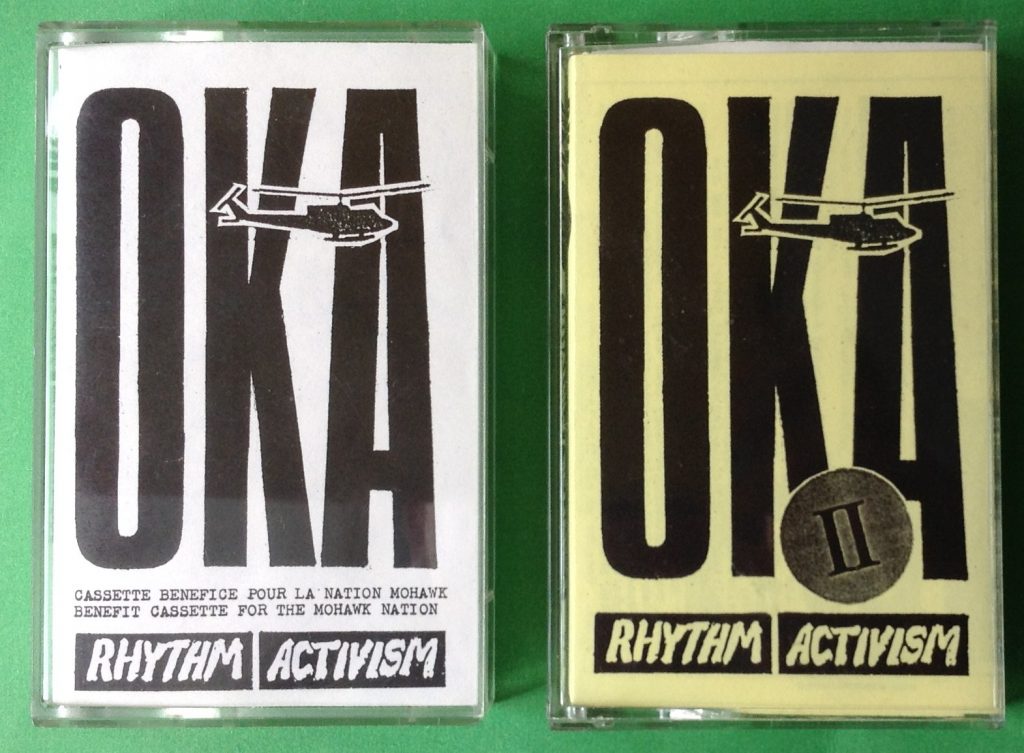 OKA
CASSETTE BENEFICE POUR LA NATION MOHAWK
BENEFIT CASSETTE FOR THE MOHAWK NATION
RHYTHM ACTIVISM
OKA
II
RHYTHM ACTIVISM